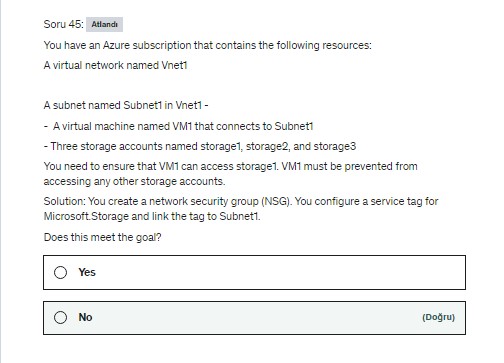 Soru 45: Atlandı
You have an Azure subscription that contains the following resources:
A virtual network named Vnet1
A subnet named Subnet1 in Vnet1 -
- A virtual machine named VM1 that connects to Subnet1
- Three storage accounts named storage1, storage2, and storage3
You need to ensure that VM1 can access storage1. VM1 must be prevented from
accessing any other storage accounts.
Solution: You create a network security group (NSG). You configure a service tag for
Microsoft.Storage and link the tag to Subnet1.
Does this meet the goal?
Yes
No (Doğru)